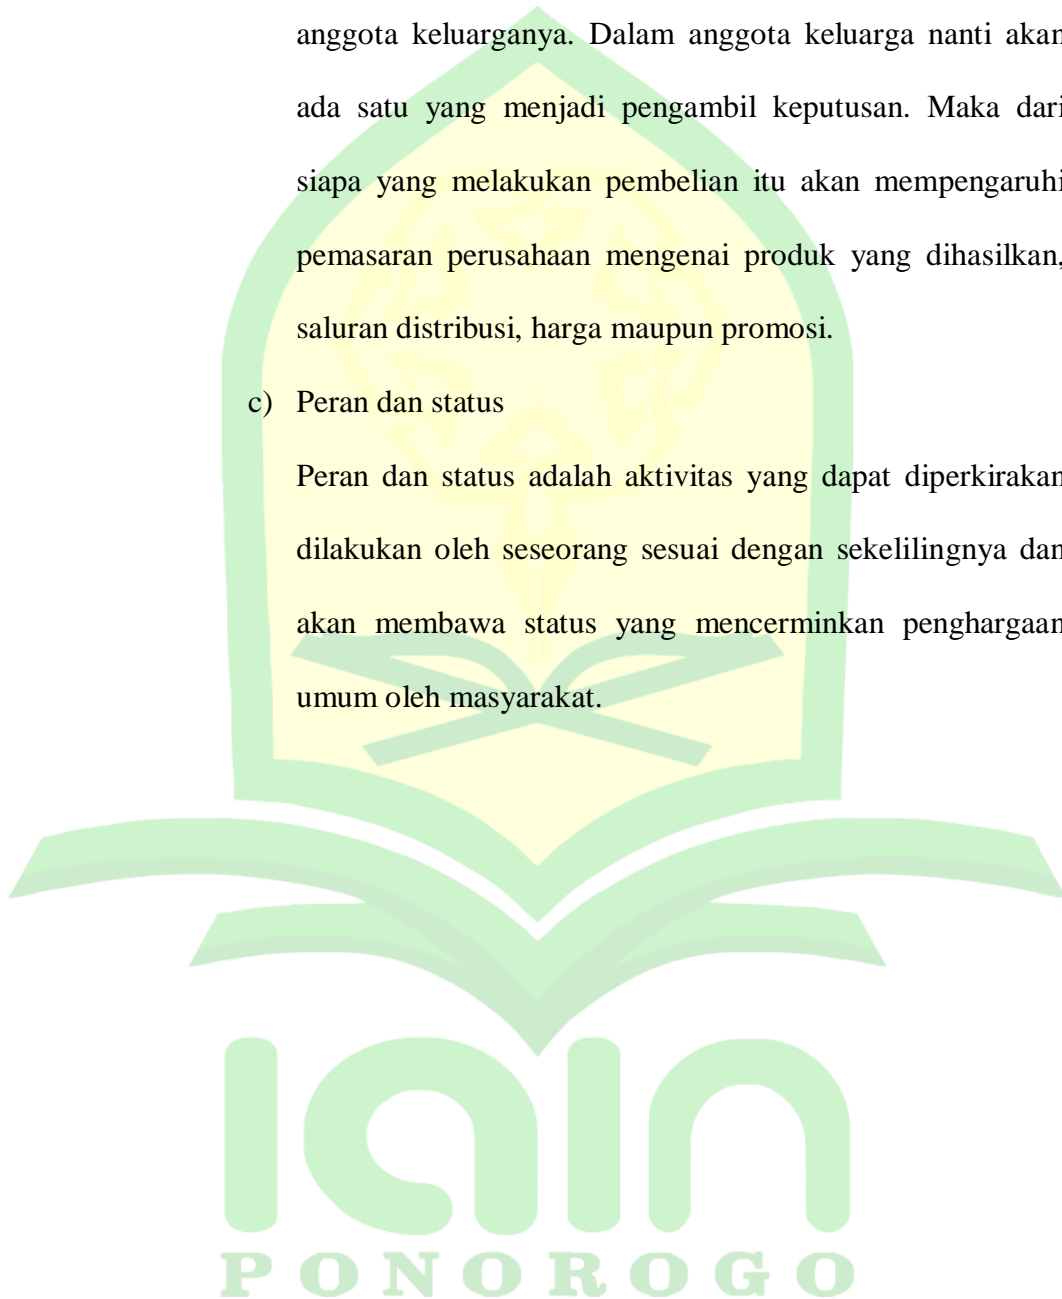 anggota keluarganya. Dalam anggota keluarga nanti akan
ada satu yang menjadi pengambil keputusan. Maka dari
siapa yang melakukan pembelian itu akan mempengaruhi
pemasaran perusahaan mengenai produk yang dihasilkan,
saluran distribusi, harga maupun promosi.
c) Peran dan status
Peran dan status adalah aktivitas yang dapat diperkirakan
dilakukan oleh seseorang sesuai dengan sekelilingnya dan
akan membawa status yang mencerminkan penghargaan
umum oleh masyarakat.
iain
PONOROGO